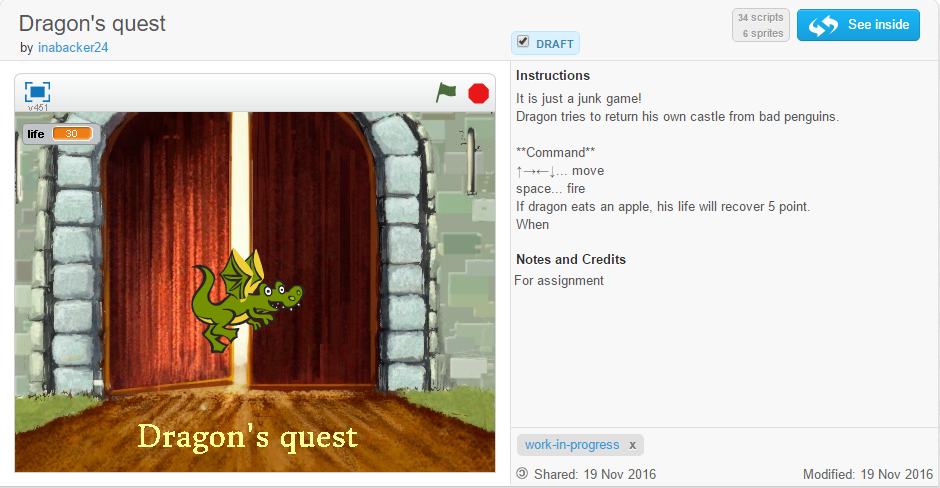 Dragon's quest
by inabacker24
DRAFT
34 scripts
6 sprites
See inside
v451
life 30
Dragon's quest
Instructions
It is just a junk game!
Dragon tries to return his own castle from bad penguins.
**Command**
↑→←↓... move
space... fire
If dragon eats an apple, his life will recover 5 point.
When
Notes and Credits
For assignment
work-in-progress x
Shared: 19 Nov 2016 Modified: 19 Nov 2016